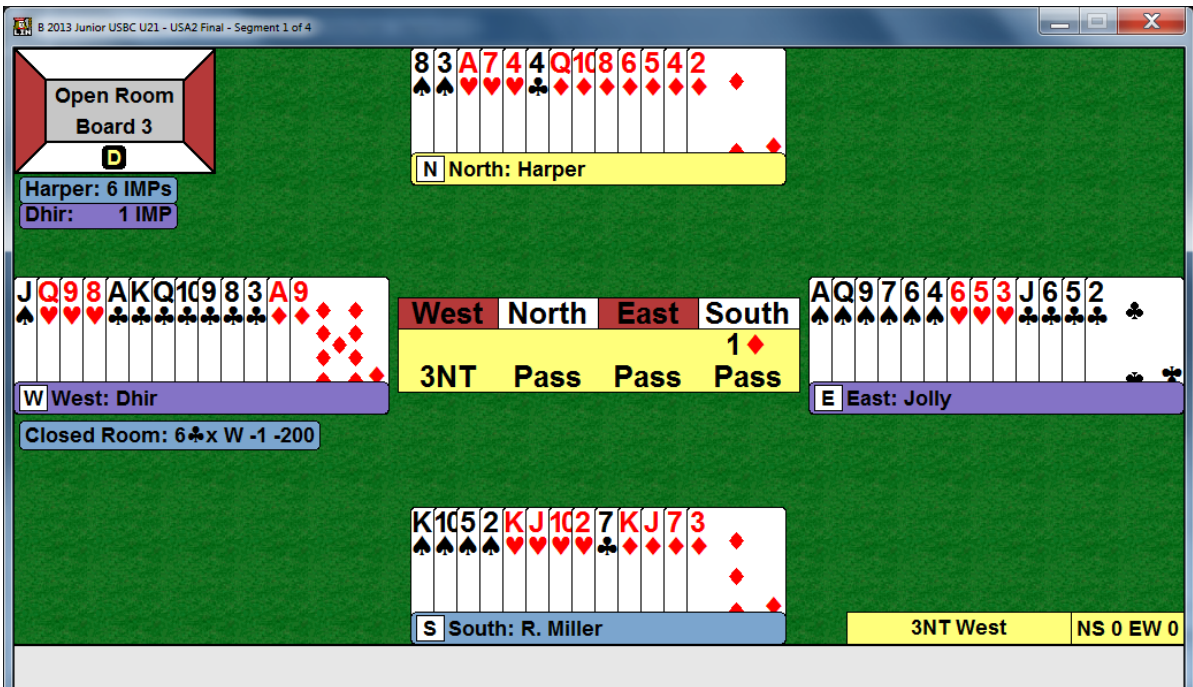 B 2013 Junior USBC U21 - USA2 Final - Segment 1 of 4
Open Room
Board 3
D
Harper: 6 IMPs
Dhir: 1 IMP
8 3 A 7 4 4 Q 10 8 6 5 4 2
N North: Harper
J Q 9 8 A K Q 10 9 8 3 A 9
W West: Dhir
Closed Room: 6♣x W -1 -200
West North East South
1♦
3NT Pass Pass Pass
A Q 9 7 6 4 6 5 3 J 6 5 2
E East: Jolly
K 10 5 2 K J 10 2 7 K J 7 3
S South: R. Miller
3NT West NS 0 EW 0